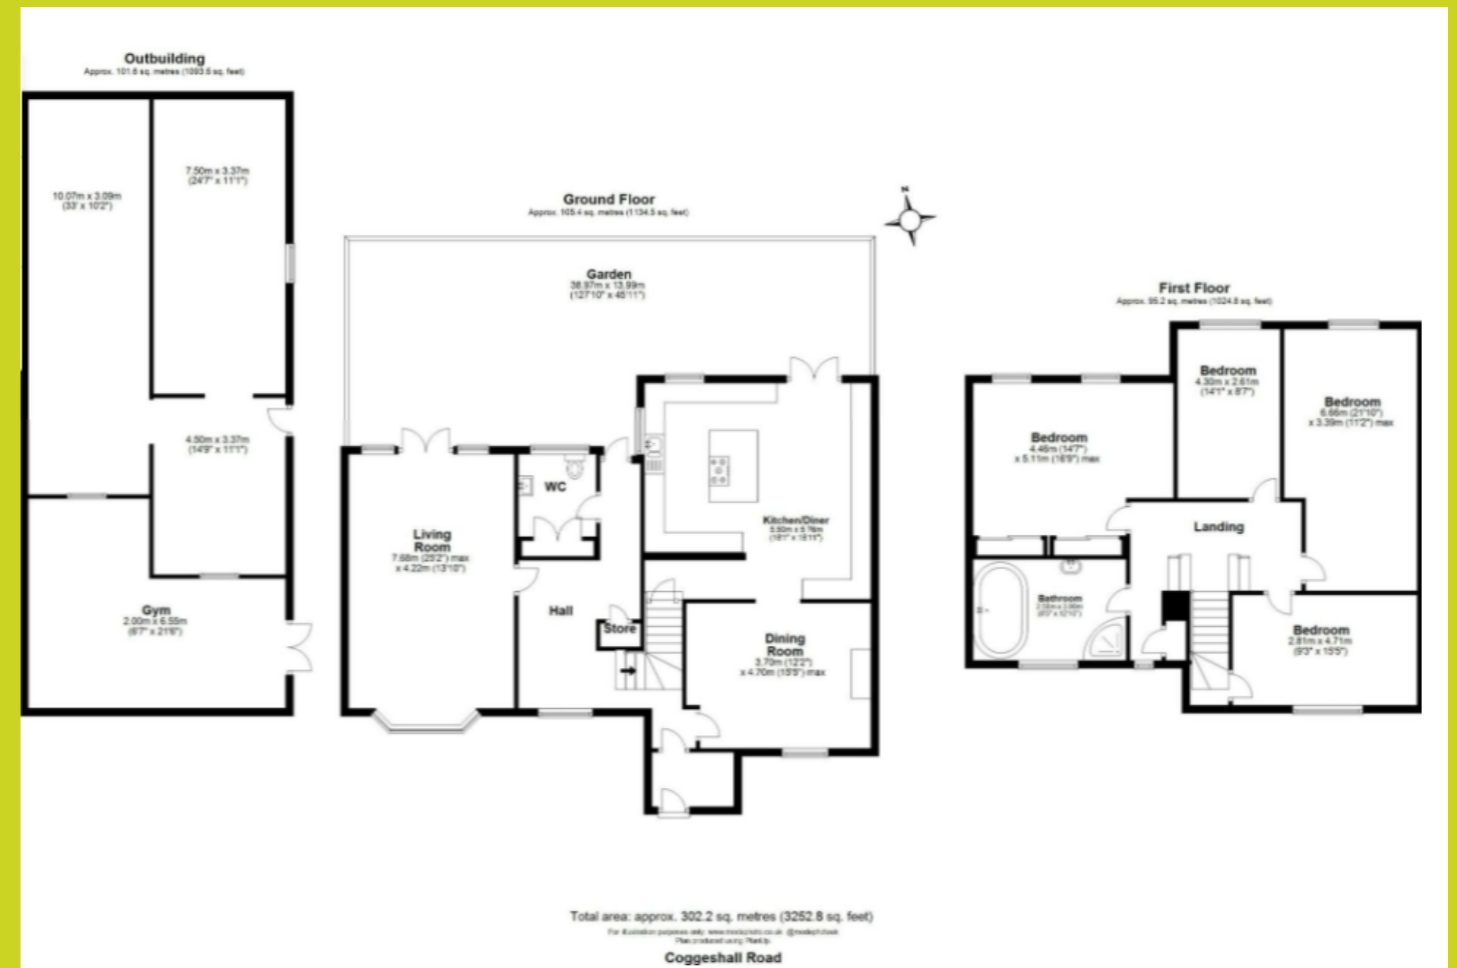 Outbuilding
Approx. 101.6 sq. metres (1093.5 sq. feet)
10.07m x 3.09m
(33' x 10'2")
7.50m x 3.37m
(24'7" x 11'1")
4.50m x 3.37m
(14'9" x 11'1")
Gym
2.00m x 6.55m
(6'7" x 21'6")
Ground Floor
Approx. 105.4 sq. metres (1134.5 sq. feet)
N
Garden
38.97m x 13.99m
(127'10" x 45'11")
Living
Room
7.68m (25'2") max
x 4.22m (13'10")
WC
Hall
Store
Kitchen/Diner
Dining
Room
3.70m (12'2")
x 4.70m (15'5") max
First Floor
Approx. 95.2 sq. metres (1024.8 sq. feet)
Bedroom
4.46m (14'7")
x 5.11m (16'9") max
Bedroom
4.30m x 2.61m
(14'1" x 8'7")
Bedroom
6.66m (21'10")
x 3.39m (11'2") max
Landing
Bathroom
Bedroom
2.81m x 4.71m
(9'3" x 15'5")
Total area: approx. 302.2 sq. metres (3252.8 sq. feet)
For illustration purposes only:
Plan produced using PlanUp.
Coggeshall Road